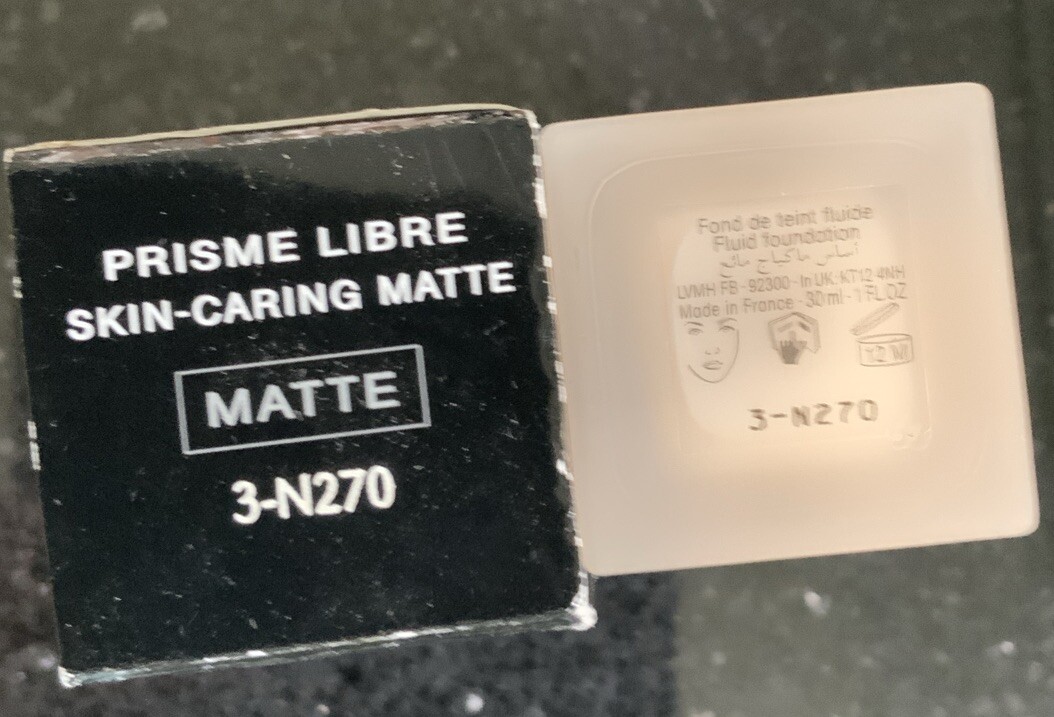 PRISME LIBRE
SKIN-CARING MATTE
MATTE
3-N270
Fond de teint fluide
Fluid foundation
أساس ماكياج مائع
LVMH FB - 92300 - In UK: KT12 4NH
Made in France - 30 ml - 1 FL.OZ
12 M
3-N270